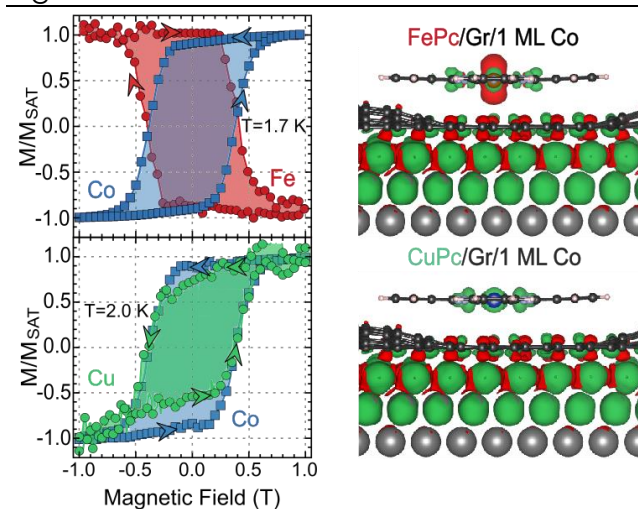 FePc/Gr/1 ML Co
1.0
0.5
0.0
-0.5
-1.0
M/M_SAT
T=1.7 K
Co
Fe
CuPc/Gr/1 ML Co
1.0
0.5
0.0
-0.5
-1.0
M/M_SAT
T=2.0 K
Cu
Co
-1.0 -0.5 0.0 0.5 1.0
Magnetic Field (T)